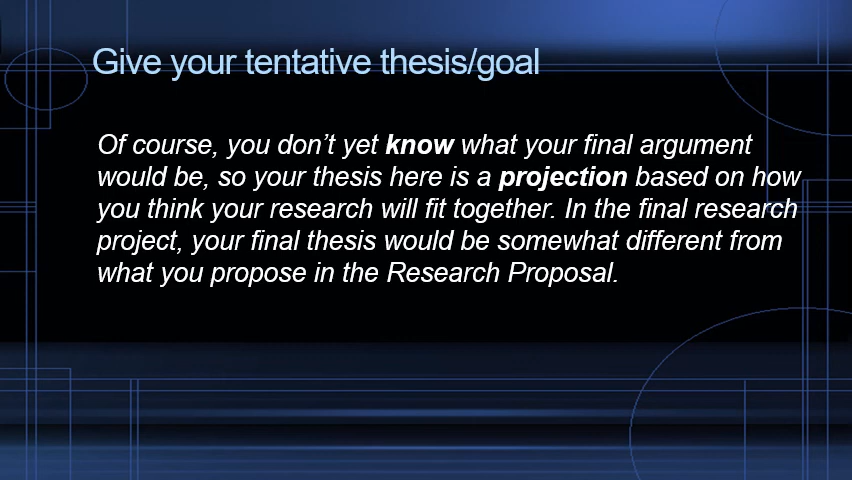 Give your tentative thesis/goal
Of course, you don’t yet know what your final argument
would be, so your thesis here is a projection based on how
you think your research will fit together. In the final research
project, your final thesis would be somewhat different from
what you propose in the Research Proposal.